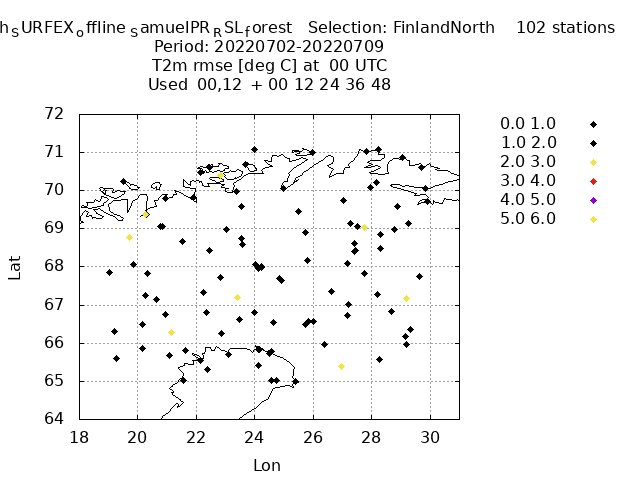 hSURFEXoffline SamuelPRRSLforest Selection: FinlandNorth 102 stations
Period: 20220702-20220709
T2m rmse [deg C] at 00 UTC
Used 00,12 + 00 12 24 36 48
72
71
70
69
68
67
66
65
64
Lat
18 20 22 24 26 28 30
Lon
0.0 1.0
1.0 2.0
2.0 3.0
3.0 4.0
4.0 5.0
5.0 6.0